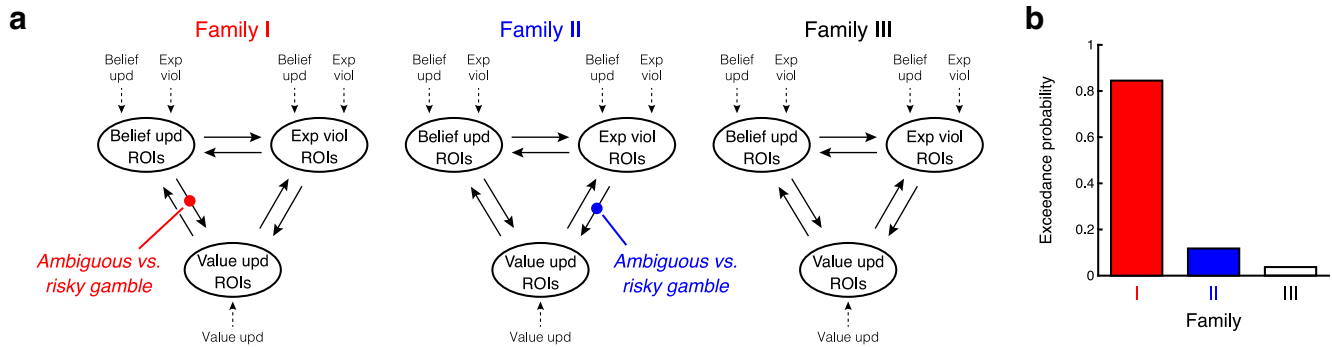 a
Family I
Belief upd
Exp viol
Belief upd
Exp viol
Belief upd ROIs
Exp viol ROIs
Ambiguous vs. risky gamble
Value upd ROIs
Value upd
Family II
Belief upd
Exp viol
Belief upd
Exp viol
Belief upd ROIs
Exp viol ROIs
Value upd ROIs
Ambiguous vs. risky gamble
Value upd
Family III
Belief upd
Exp viol
Belief upd
Exp viol
Belief upd ROIs
Exp viol ROIs
Value upd ROIs
Value upd
b
Exceedance probability
1
0.8
0.6
0.4
0.2
0
I
II
III
Family